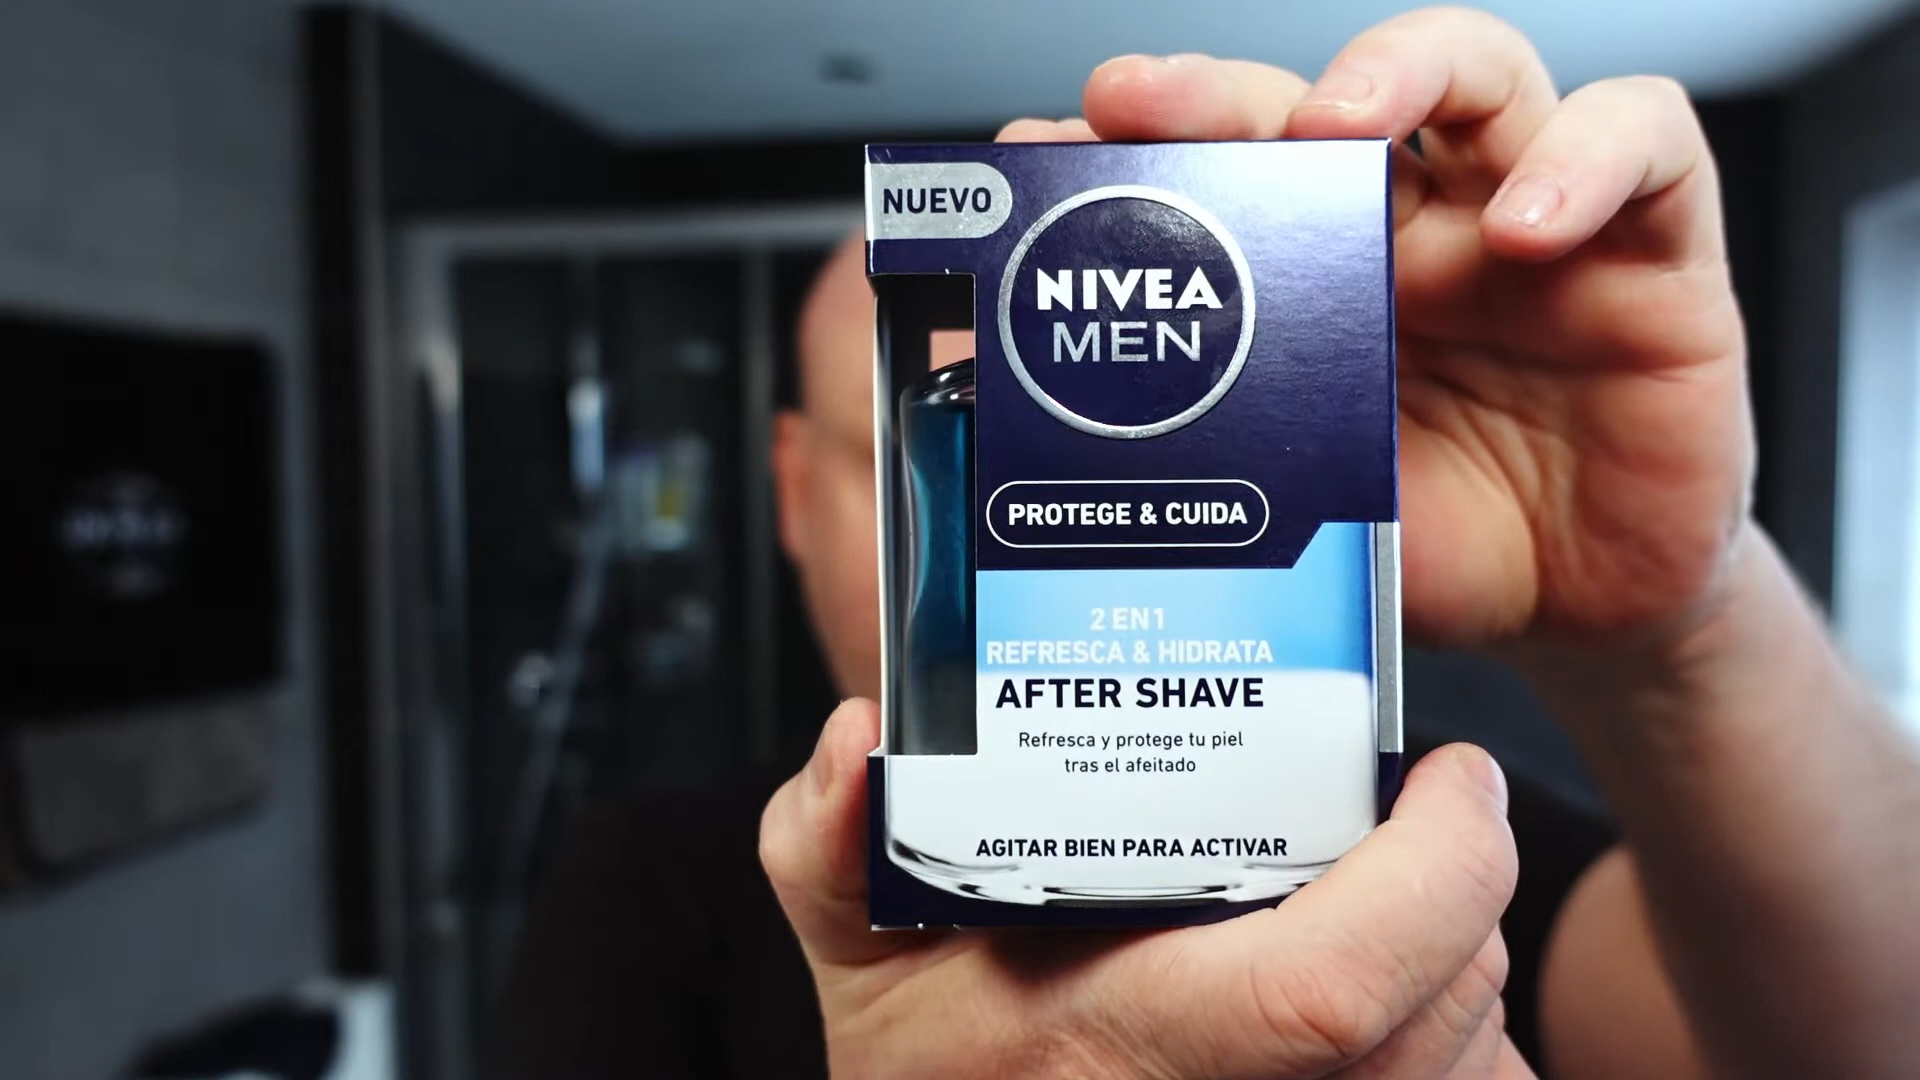 NUEVO
NIVEA
MEN
PROTEGE & CUIDA
2 EN 1
REFRESCA & HIDRATA
AFTER SHAVE
Refresca y protege tu piel
tras el afeitado
AGITAR BIEN PARA ACTIVAR